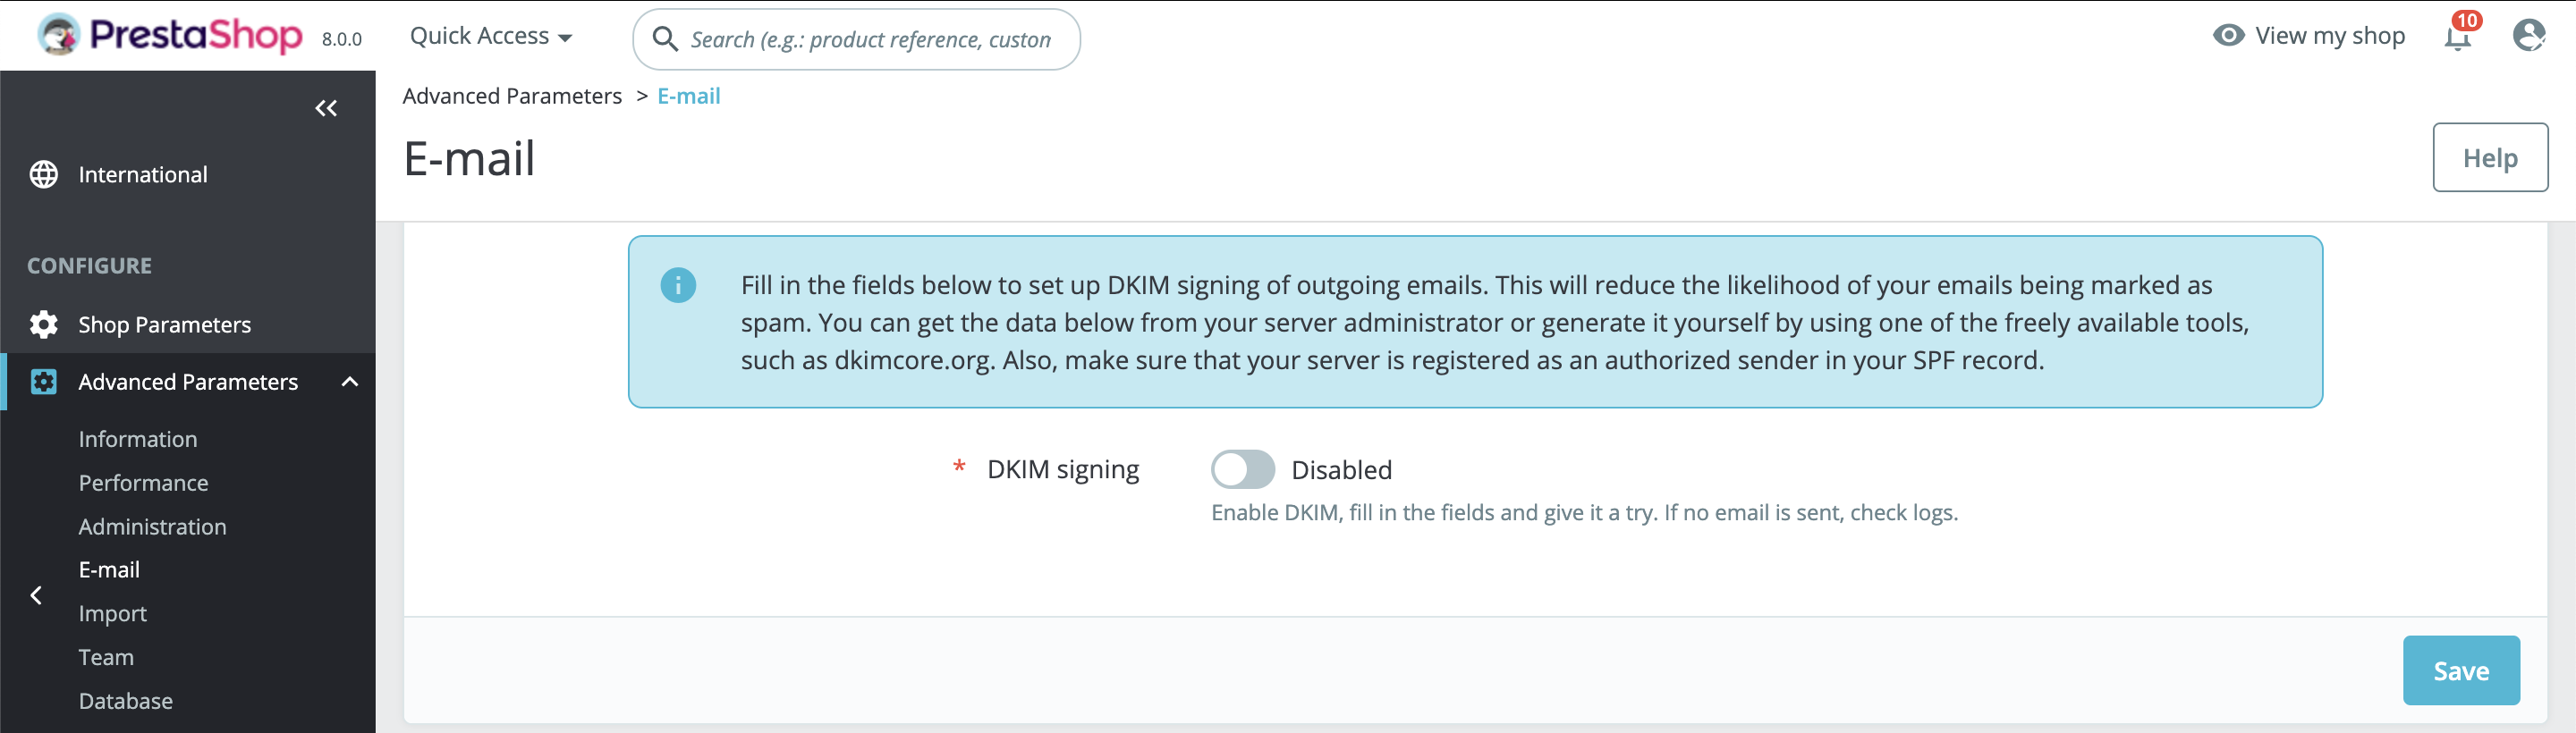 PrestaShop 8.0.0
Quick Access
Search (e.g.: product reference, custon
View my shop
10
Advanced Parameters > E-mail
E-mail
Help
International
CONFIGURE
Shop Parameters
Advanced Parameters
Information
Performance
Administration
E-mail
Import
Team
Database
Fill in the fields below to set up DKIM signing of outgoing emails. This will reduce the likelihood of your emails being marked as
spam. You can get the data below from your server administrator or generate it yourself by using one of the freely available tools,
such as dkimcore.org. Also, make sure that your server is registered as an authorized sender in your SPF record.
* DKIM signing Disabled
Enable DKIM, fill in the fields and give it a try. If no email is sent, check logs.
Save